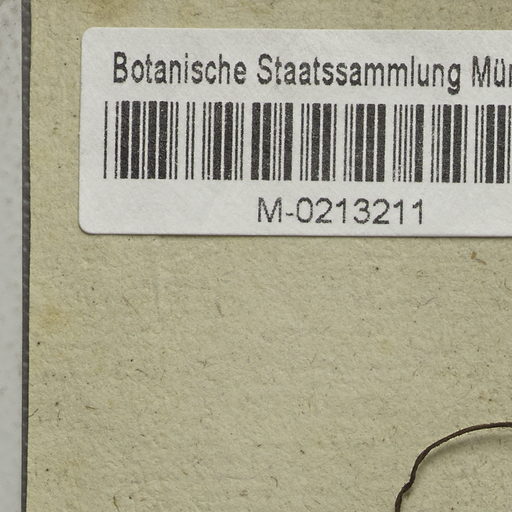 Botanische Staatssammlung Mün
M-0213211